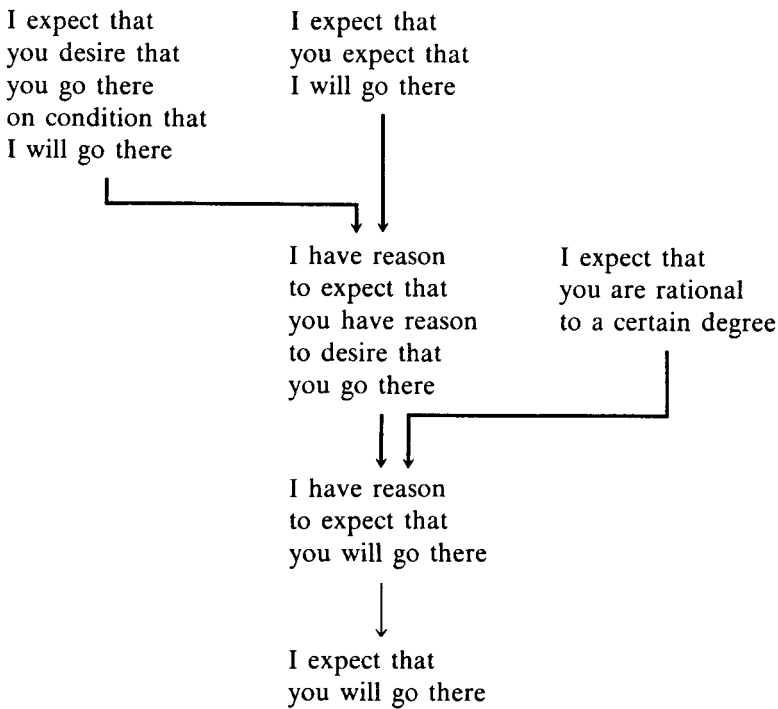 I expect that
you desire that
you go there
on condition that
I will go there
I expect that
you expect that
I will go there
I have reason
to expect that
you have reason
to desire that
you go there
I expect that
you are rational
to a certain degree
I have reason
to expect that
you will go there
I expect that
you will go there